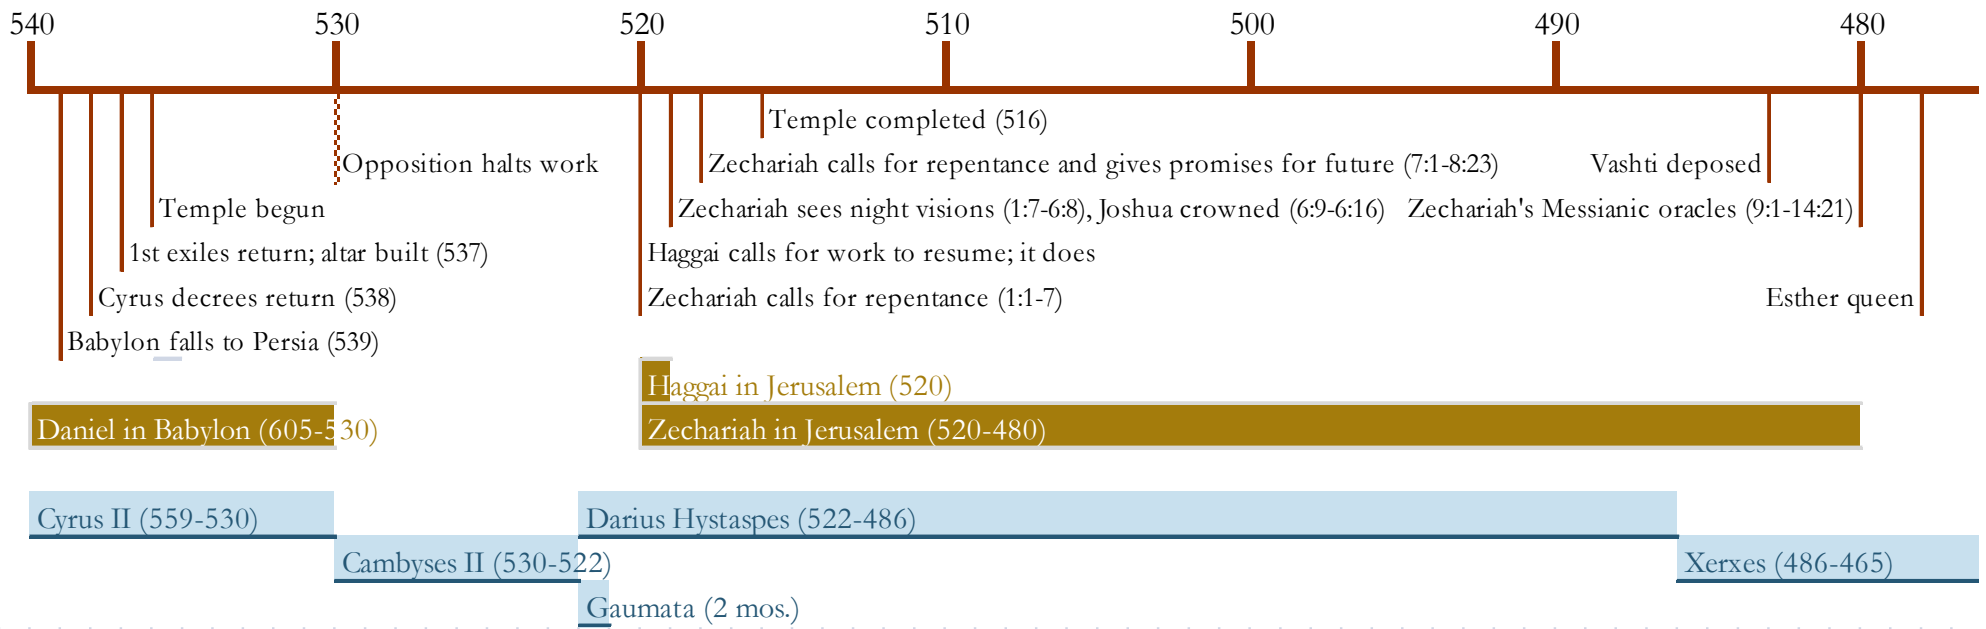 540 530 520 510 500 490 480
Temple completed (516)
Opposition halts work
Zechariah calls for repentance and gives promises for future (7:1-8:23)
Vashti deposed
Temple begun
Zechariah sees night visions (1:7-6:8), Joshua crowned (6:9-6:16)
Zechariah's Messianic oracles (9:1-14:21)
1st exiles return; altar built (537)
Haggai calls for work to resume; it does
Cyrus decrees return (538)
Zechariah calls for repentance (1:1-7)
Esther queen
Babylon falls to Persia (539)
Haggai in Jerusalem (520)
Daniel in Babylon (605-530)
Zechariah in Jerusalem (520-480)
Cyrus II (559-530)
Darius Hystaspes (522-486)
Cambyses II (530-522)
Xerxes (486-465)
Gaumata (2 mos.)